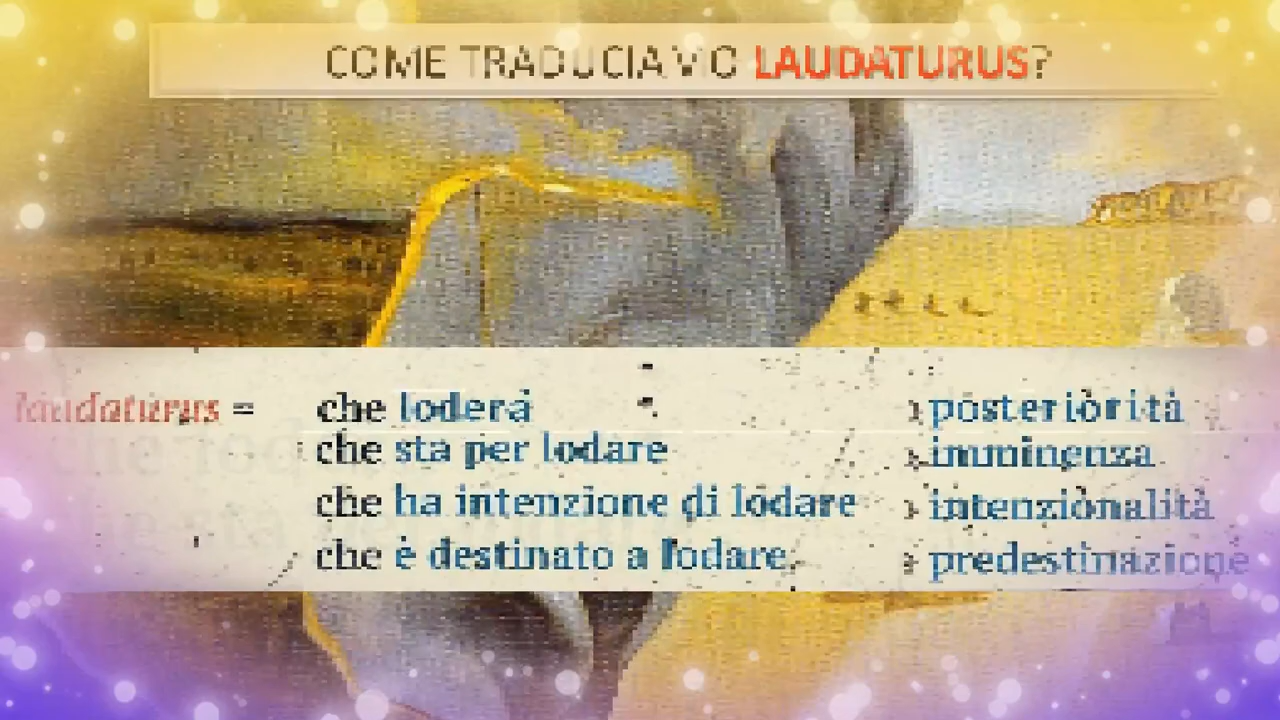 COME TRADUCIAMO LAUDATURUS?
laudaturus = che loderà › posteriorità
che sta per lodare › imminenza
che ha intenzione di lodare › intenzionalità
che è destinato a lodare › predestinazione